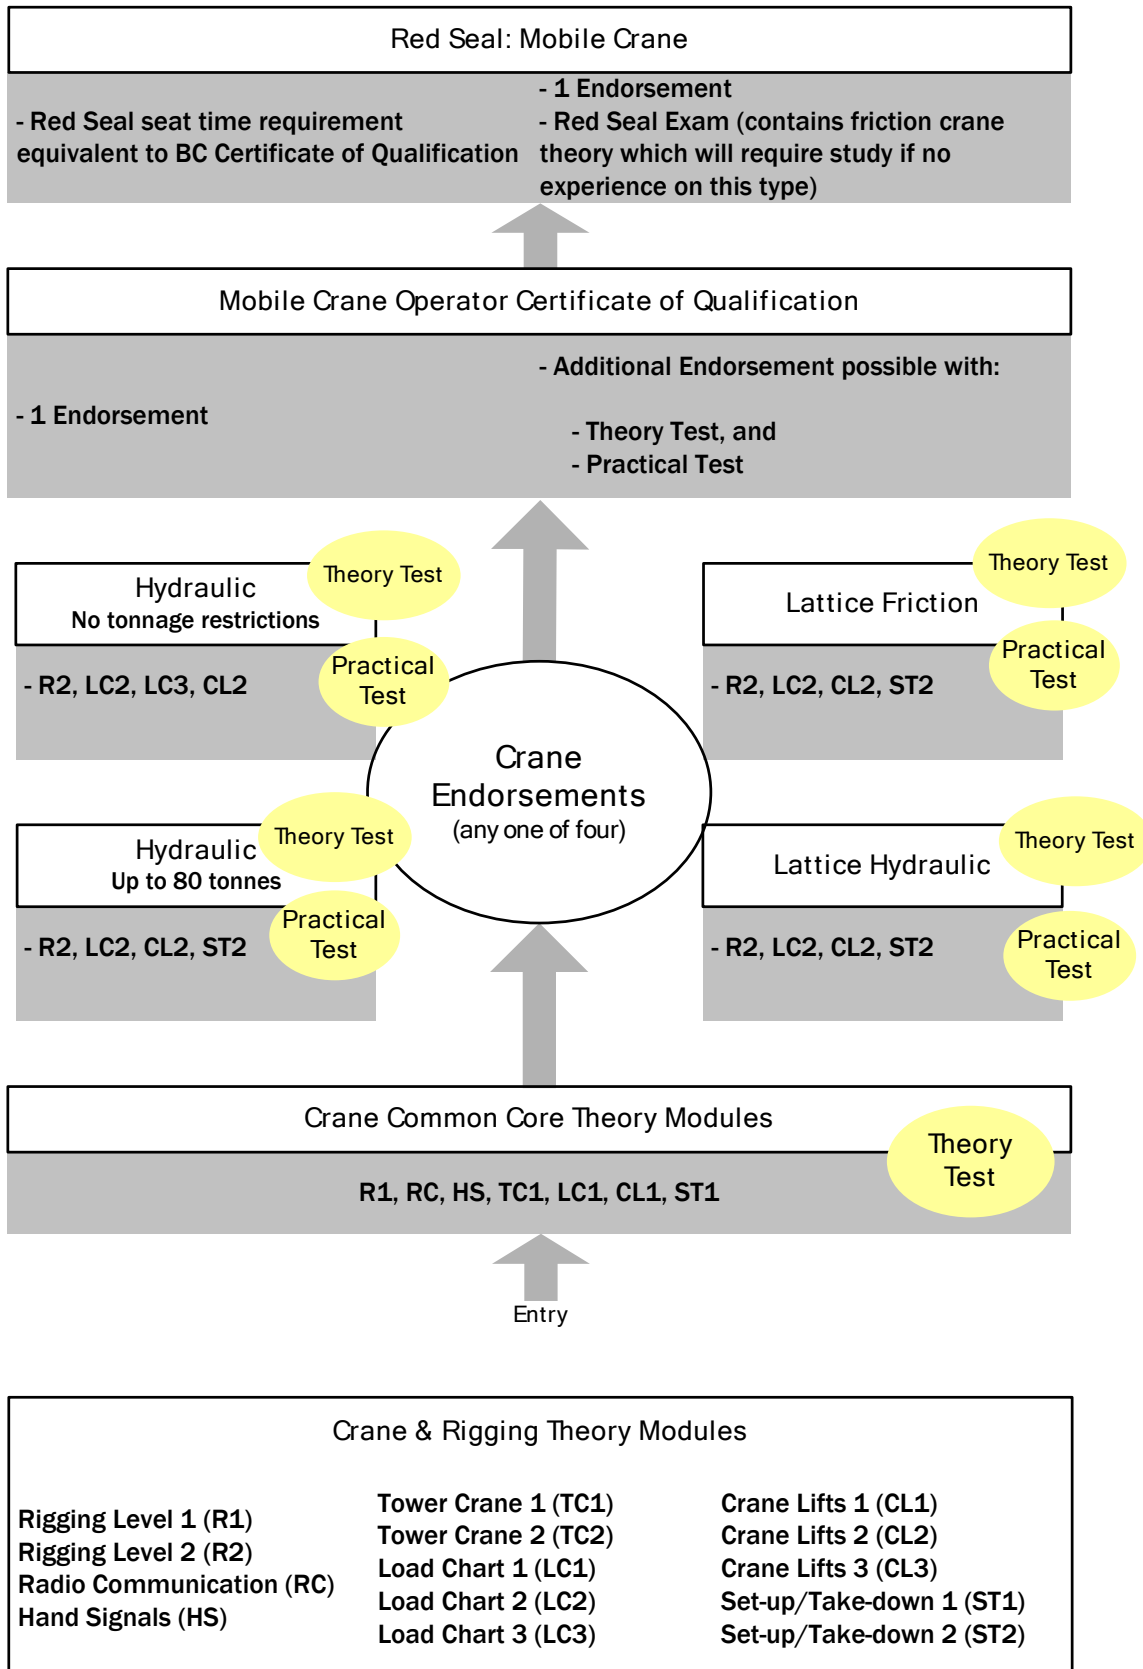 Red Seal: Mobile Crane
- Red Seal seat time requirement
equivalent to BC Certificate of Qualification
- 1 Endorsement
- Red Seal Exam (contains friction crane
theory which will require study if no
experience on this type)
Mobile Crane Operator Certificate of Qualification
- 1 Endorsement
- Additional Endorsement possible with:
- Theory Test, and
- Practical Test
Hydraulic
No tonnage restrictions
Theory Test
Practical
Test
- R2, LC2, LC3, CL2
Lattice Friction
Theory Test
Practical
Test
- R2, LC2, CL2, ST2
Crane
Endorsements
(any one of four)
Hydraulic
Up to 80 tonnes
Theory Test
Practical
Test
- R2, LC2, CL2, ST2
Lattice Hydraulic
Theory Test
Practical
Test
- R2, LC2, CL2, ST2
Crane Common Core Theory Modules
Theory
Test
R1, RC, HS, TC1, LC1, CL1, ST1
Entry
Crane & Rigging Theory Modules
Rigging Level 1 (R1)
Rigging Level 2 (R2)
Radio Communication (RC)
Hand Signals (HS)
Tower Crane 1 (TC1)
Tower Crane 2 (TC2)
Load Chart 1 (LC1)
Load Chart 2 (LC2)
Load Chart 3 (LC3)
Crane Lifts 1 (CL1)
Crane Lifts 2 (CL2)
Crane Lifts 3 (CL3)
Set-up/Take-down 1 (ST1)
Set-up/Take-down 2 (ST2)